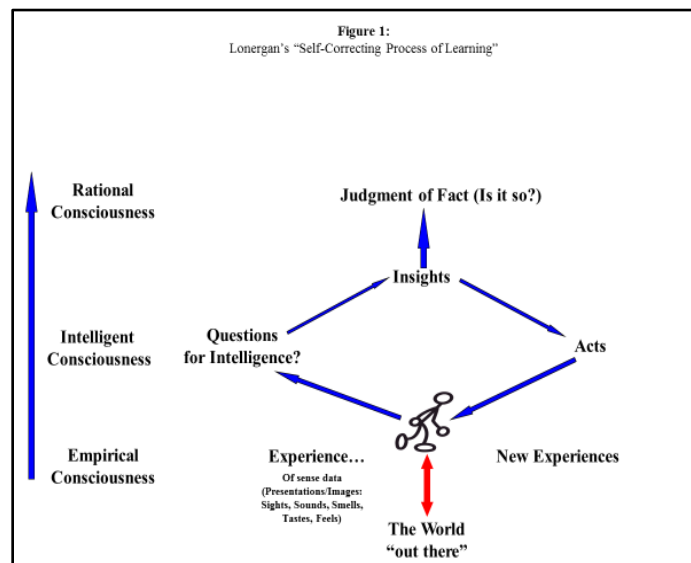 Figure 1:
Lonergan's "Self-Correcting Process of Learning"
Rational
Consciousness
Judgment of Fact (Is it so?)
Insights
Intelligent
Consciousness
Questions
for Intelligence?
Acts
Empirical
Consciousness
Experience…
Of sense data
(Presentations/Images:
Sights, Sounds, Smells,
Tastes, Feels)
New Experiences
The World
"out there"